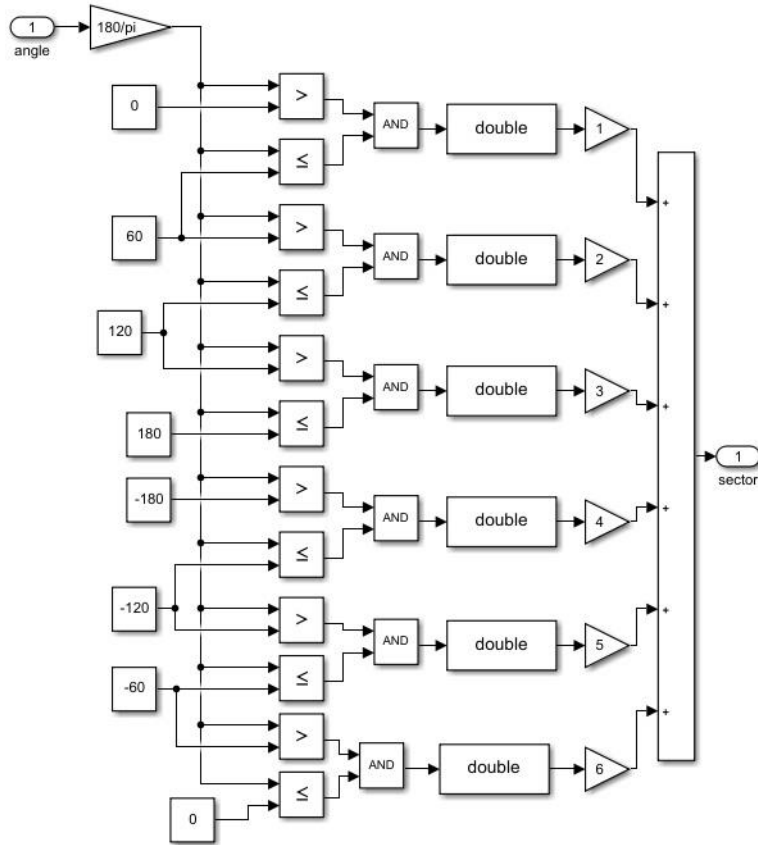 1
180/pi
angle
0
>
AND
double
1
≤
+
60
>
AND
double
2
≤
+
120
>
AND
double
3
≤
+
180
-180
>
AND
double
4
≤
+
1
sector
-120
>
AND
double
5
≤
+
-60
>
AND
double
6
≤
+
0